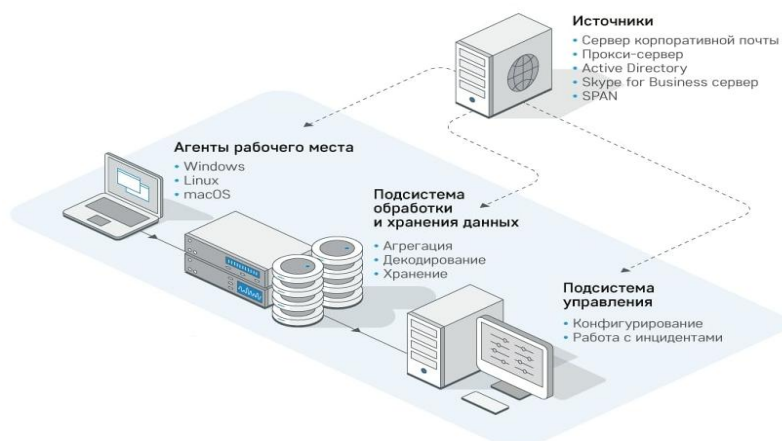 Источники
• Сервер корпоративной почты
• Прокси-сервер
• Active Directory
• Skype for Business сервер
• SPAN
Агенты рабочего места
• Windows
• Linux
• macOS
Подсистема
обработки
и хранения данных
• Агрегация
• Декодирование
• Хранение
Подсистема
управления
• Конфигурирование
• Работа с инцидентами